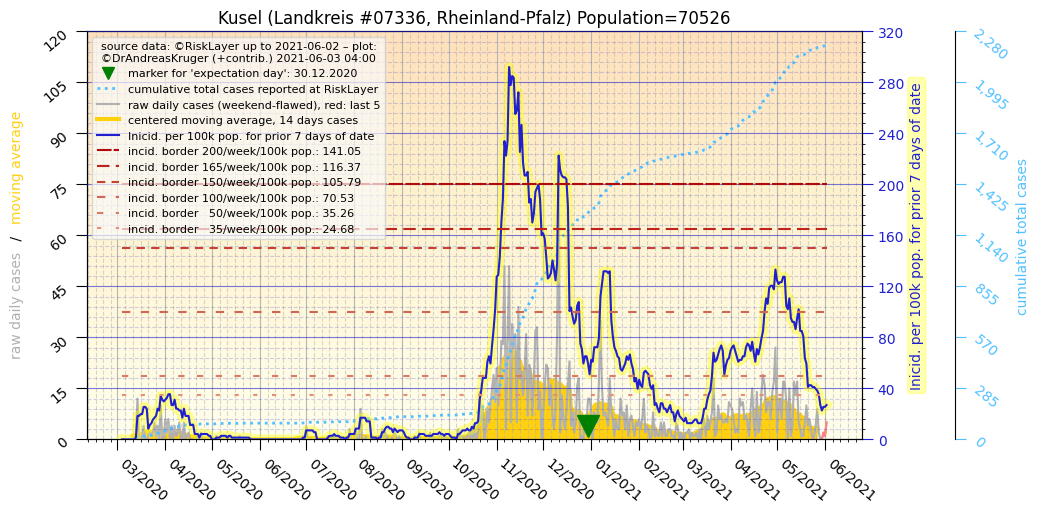 Kusel (Landkreis #07336, Rheinland-Pfalz) Population=70526
source data: ©RiskLayer up to 2021-06-02 – plot:
©DrAndreasKruger (+contrib.) 2021-06-03 04:00
marker for 'expectation day': 30.12.2020
cumulative total cases reported at RiskLayer
raw daily cases (weekend-flawed), red: last 5
centered moving average, 14 days cases
Inicid. per 100k pop. for prior 7 days of date
incid. border 200/week/100k pop.: 141.05
incid. border 165/week/100k pop.: 116.37
incid. border 150/week/100k pop.: 105.79
incid. border 100/week/100k pop.: 70.53
incid. border   50/week/100k pop.: 35.26
incid. border   35/week/100k pop.: 24.68
raw daily cases / moving average
120
105
90
75
60
45
30
15
0
320
280
240
200
160
120
80
40
0
Inicid. per 100k pop. for prior 7 days of date
2,280
1,995
1,710
1,425
1,140
855
570
285
0
cumulative total cases
03/2020
04/2020
05/2020
06/2020
07/2020
08/2020
09/2020
10/2020
11/2020
12/2020
01/2021
02/2021
03/2021
04/2021
05/2021
06/2021